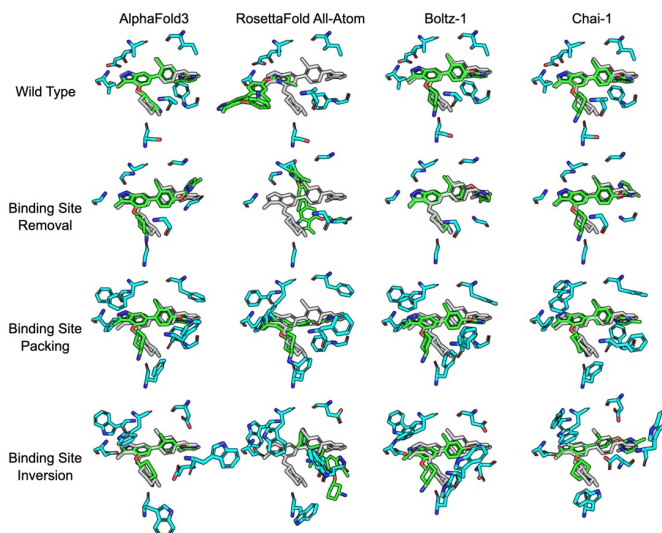 AlphaFold3 RosettaFold All-Atom Boltz-1 Chai-1
Wild Type
Binding Site
Removal
Binding Site
Packing
Binding Site
Inversion